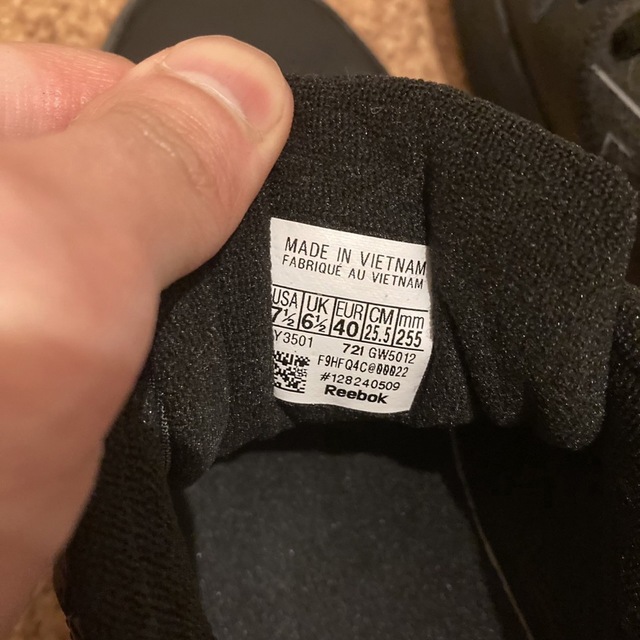 MADE IN VIETNAM
FABRIQUÉ AU VIETNAM
USA UK EUR CM mm
7½ 6½ 40 25.5 255
Y3501 72I GW5012
F9HFQ4C@00022
#128240509
Reebok